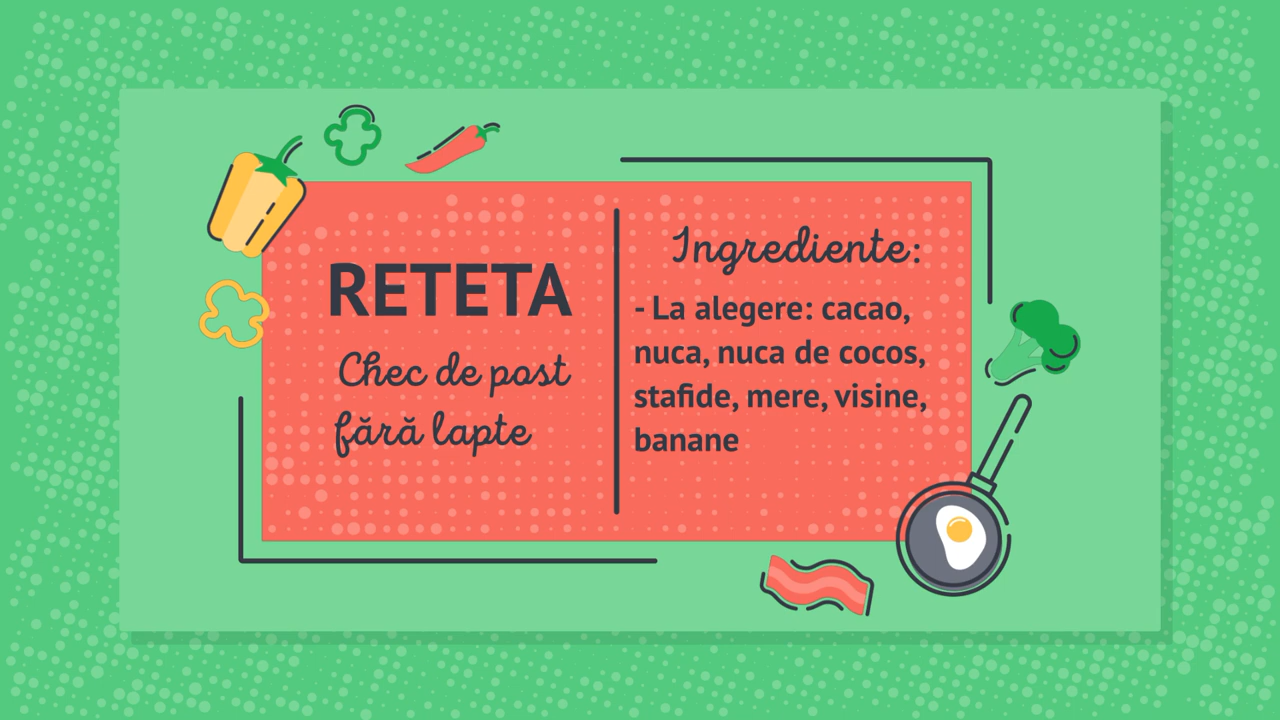 RETETA
Chec de post
fără lapte
Ingrediente:
- La alegere: cacao,
nuca, nuca de cocos,
stafide, mere, visine,
banane